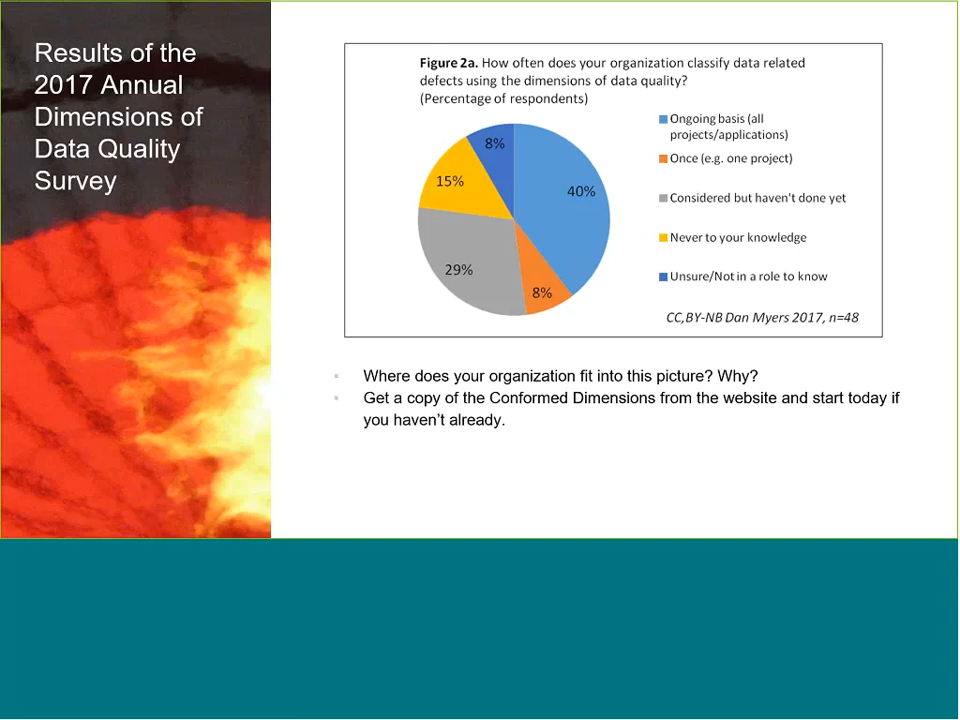 Results of the
2017 Annual
Dimensions of
Data Quality
Survey
Figure 2a. How often does your organization classify data related
defects using the dimensions of data quality?
(Percentage of respondents)
8%
15%
40%
29%
8%
Ongoing basis (all
projects/applications)
Once (e.g. one project)
Considered but haven't done yet
Never to your knowledge
Unsure/Not in a role to know
CC,BY-NB Dan Myers 2017, n=48
Where does your organization fit into this picture? Why?
Get a copy of the Conformed Dimensions from the website and start today if
you haven’t already.